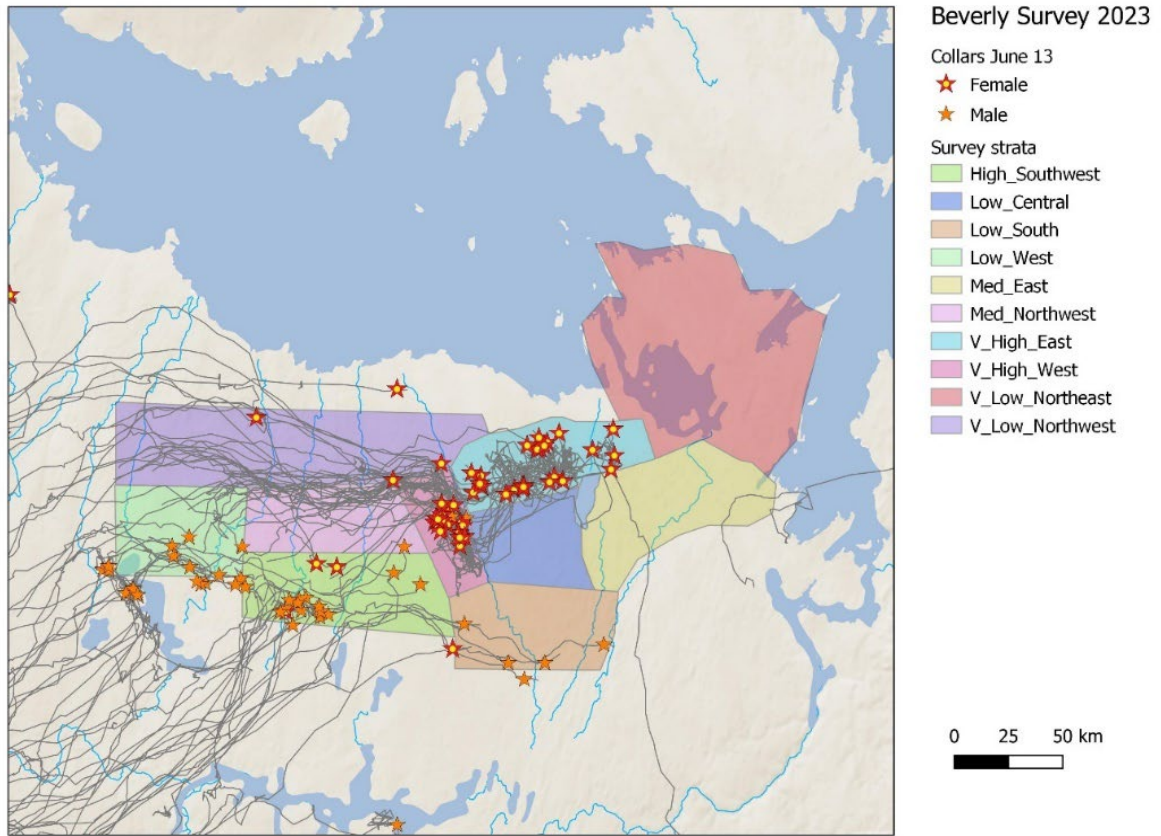 Beverly Survey 2023
Collars June 13
Female
Male
Survey strata
High_Southwest
Low_Central
Low_South
Low_West
Med_East
Med_Northwest
V_High_East
V_High_West
V_Low_Northeast
V_Low_Northwest
0 25 50 km